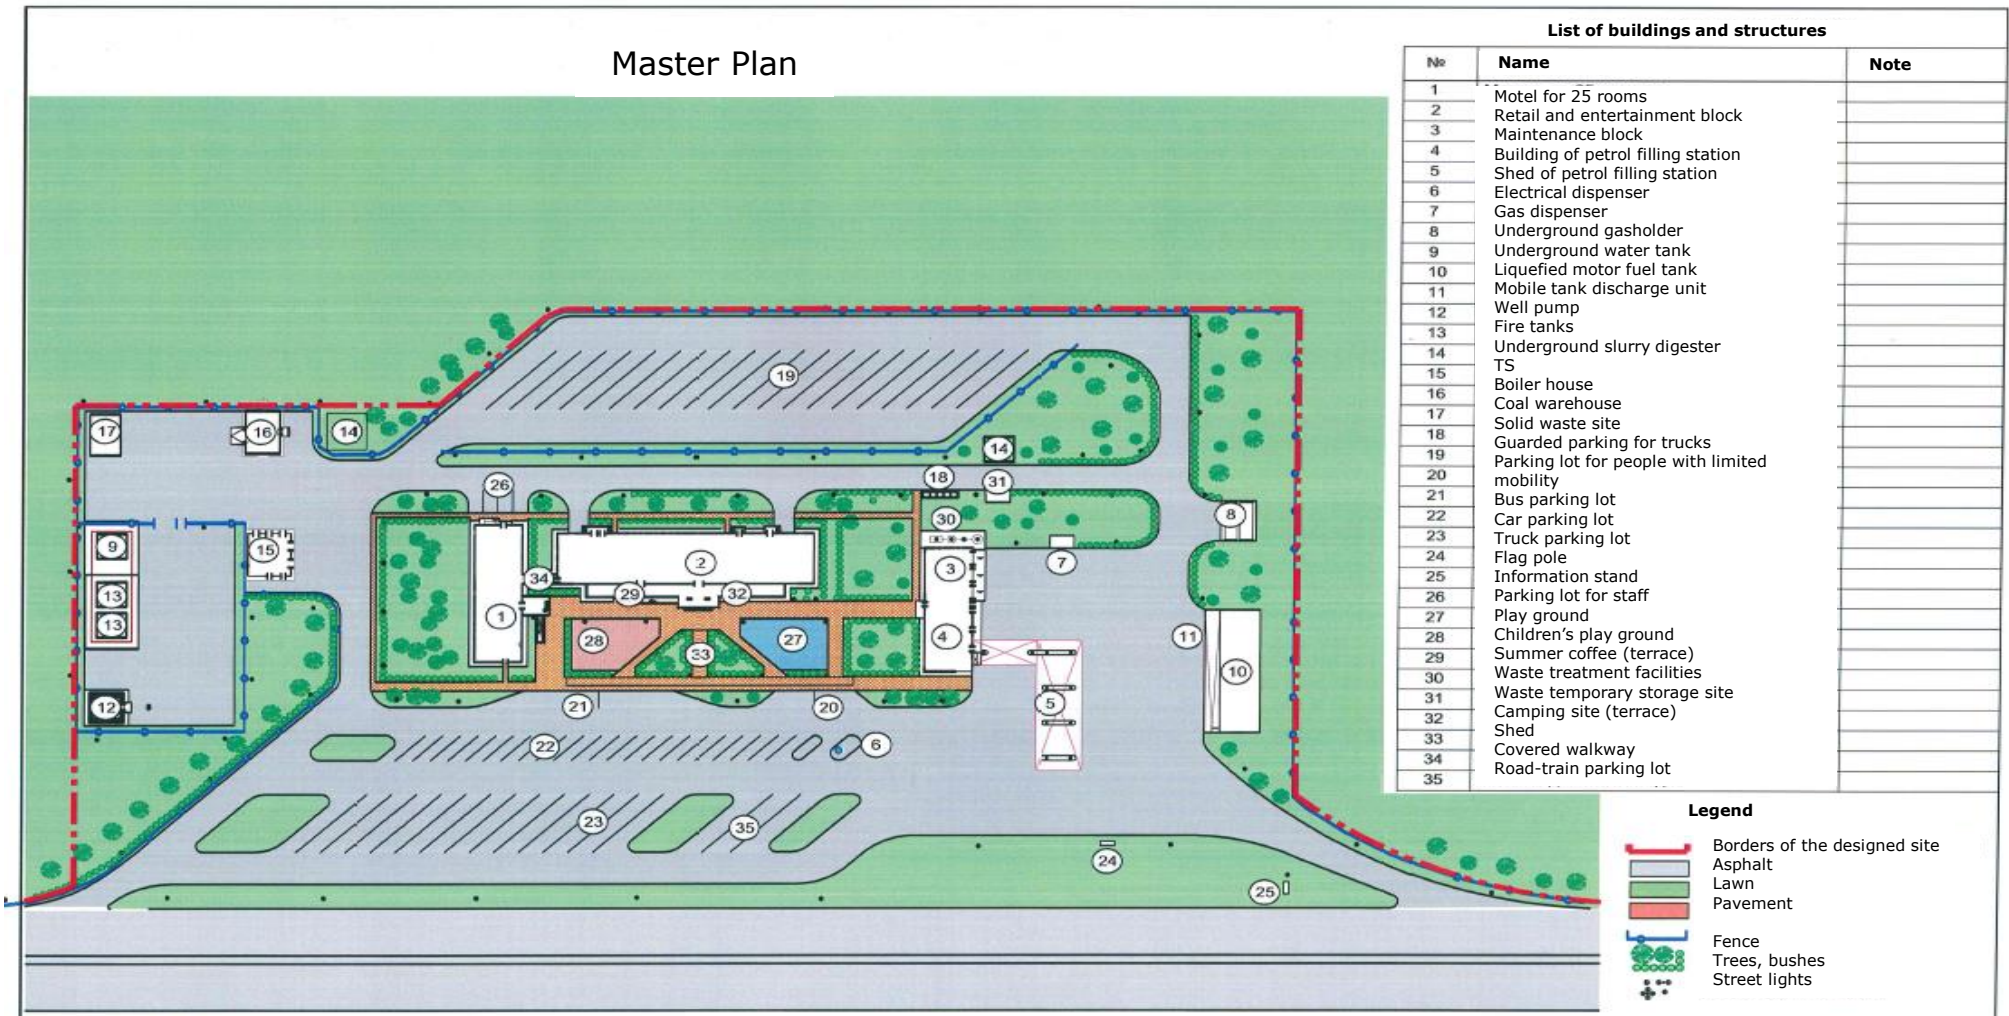 Master Plan
List of buildings and structures
№ Name Note
1 Motel for 25 rooms
2 Retail and entertainment block
3 Maintenance block
4 Building of petrol filling station
5 Shed of petrol filling station
6 Electrical dispenser
7 Gas dispenser
8 Underground gasholder
9 Underground water tank
10 Liquefied motor fuel tank
11 Mobile tank discharge unit
12 Well pump
13 Fire tanks
14 Underground slurry digester
15 TS
16 Boiler house
17 Coal warehouse
18 Solid waste site
19 Guarded parking for trucks
20 Parking lot for people with limited
mobility
21 Bus parking lot
22 Car parking lot
23 Truck parking lot
24 Flag pole
25 Information stand
26 Parking lot for staff
27 Play ground
28 Children's play ground
29 Summer coffee (terrace)
30 Waste treatment facilities
31 Waste temporary storage site
32 Camping site (terrace)
33 Shed
34 Covered walkway
35 Road-train parking lot
Legend
Borders of the designed site
Asphalt
Lawn
Pavement
Fence
Trees, bushes
Street lights
19
17
16
14
14
18
31
26
30
8
9
15
2
3
7
34
13
29
32
1
13
28
27
4
11
33
10
12
21
20
5
22
6
23
35
24
25